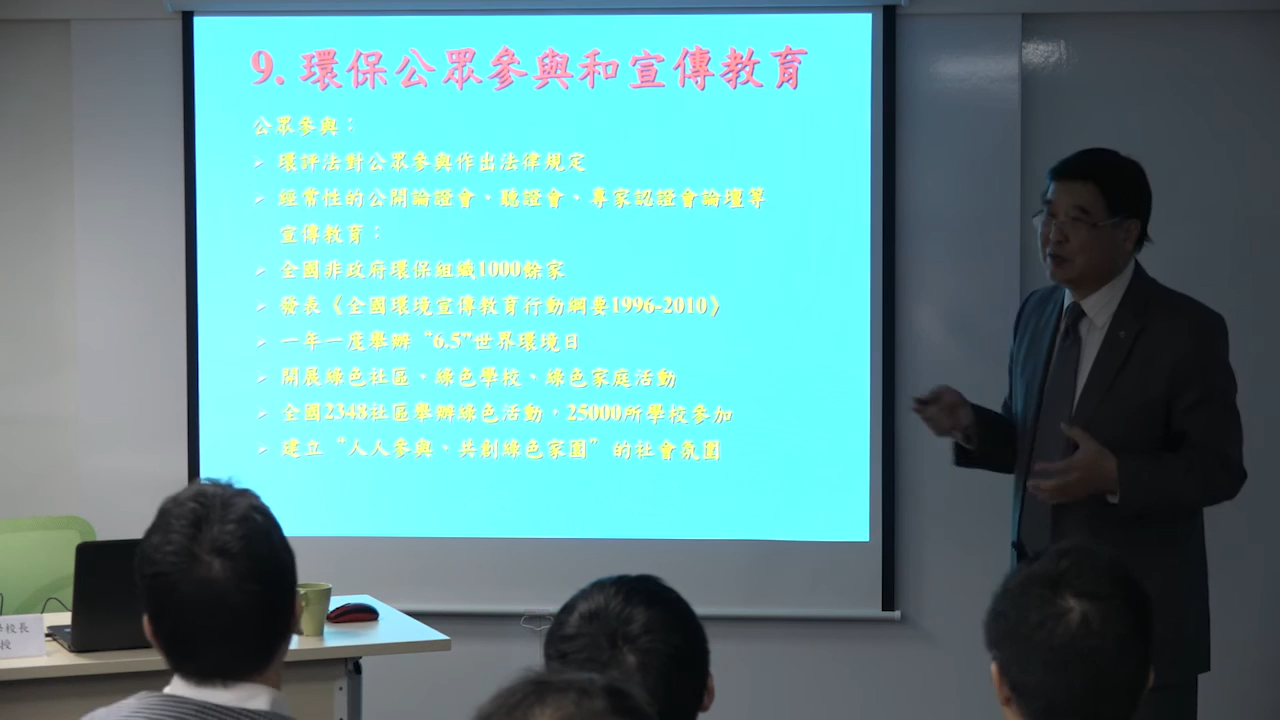 9. 環保公眾參與和宣傳教育
公眾參與：
➢ 環評法對公眾參與作出法律規定
➢ 經常性的公開論證會、聽證會、專家認證會論壇等
宣傳教育：
➢ 全國非政府環保組織1000餘家
➢ 發表《全國環境宣傳教育行動綱要1996-2010》
➢ 一年一度舉辦“6.5”世界環境日
➢ 開展綠色社區、綠色學校、綠色家庭活動
➢ 全國2348社區舉辦綠色活動，25000所學校參加
➢ 建立“人人參與、共創綠色家園”的社會氛圍
校長
授